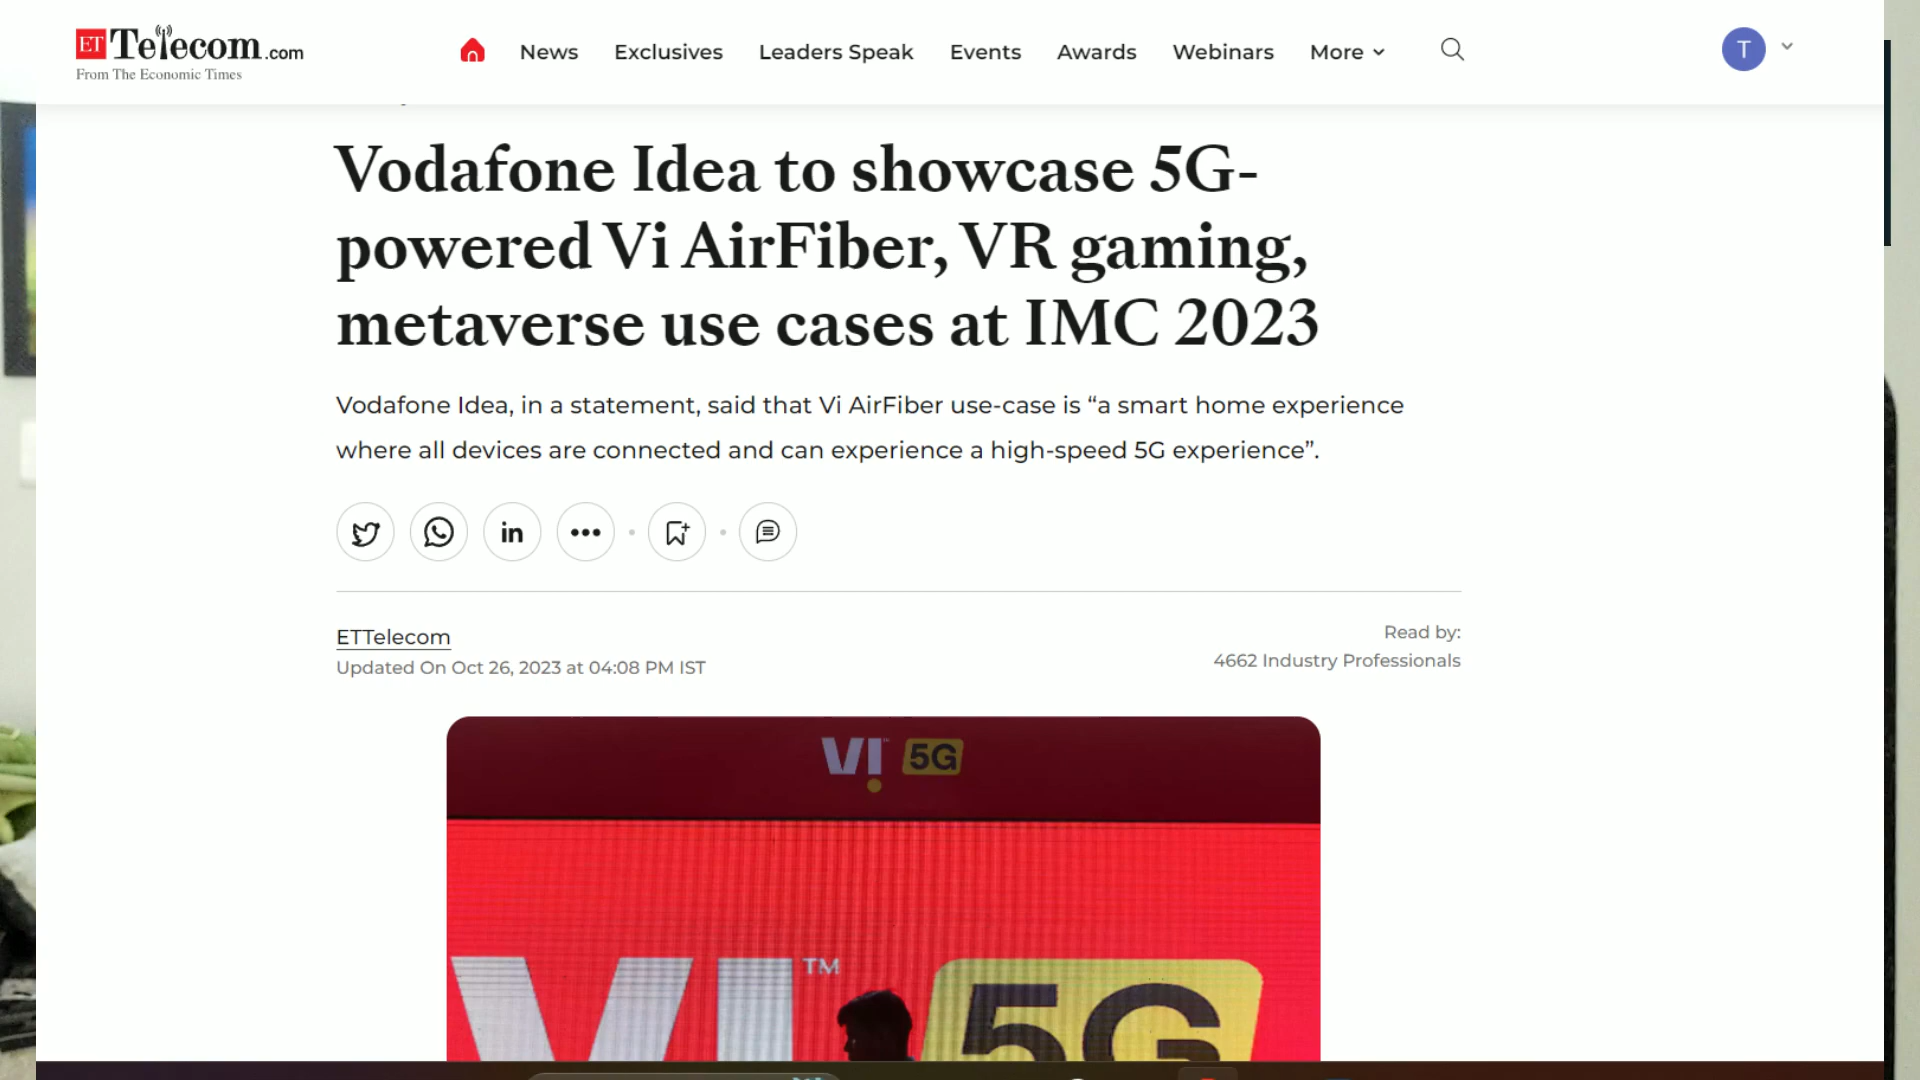 ET Telecom.com
From The Economic Times
News Exclusives Leaders Speak Events Awards Webinars More
T
Vodafone Idea to showcase 5G-
powered Vi AirFiber, VR gaming,
metaverse use cases at IMC 2023
Vodafone Idea, in a statement, said that Vi AirFiber use-case is “a smart home experience
where all devices are connected and can experience a high-speed 5G experience”.
in
ETTelecom
Updated On Oct 26, 2023 at 04:08 PM IST
Read by:
4662 Industry Professionals
VI™ 5G
VI™ 5G